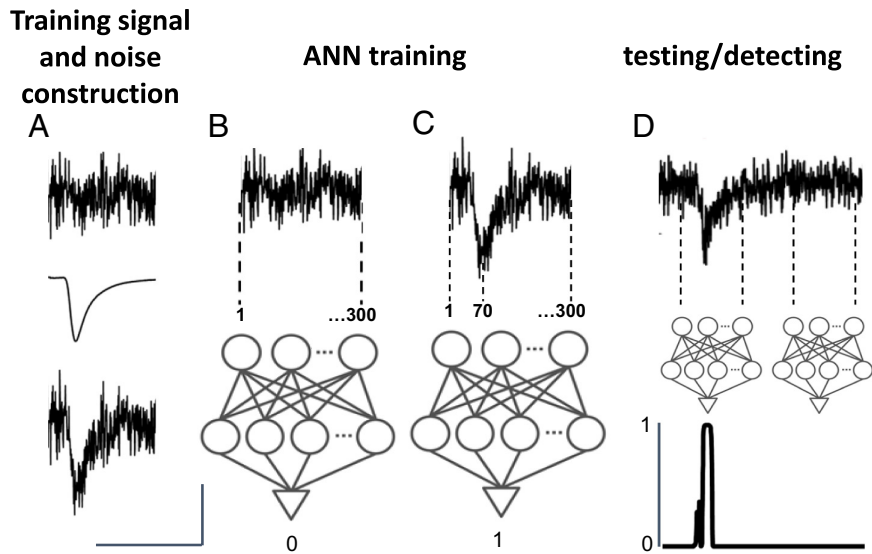 Training signal
and noise
construction
ANN training
testing/detecting
A
B
C
D
1
...300
1
70
...300
0
1
1
0